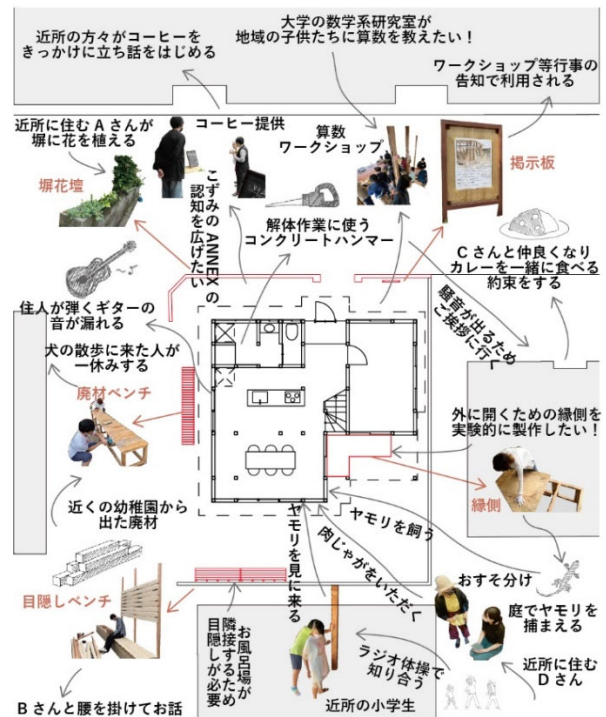 近所の方々がコーヒーを
きっかけに立ち話をはじめる
大学の数学系研究室が
地域の子供たちに算数を教えたい！
ワークショップ等行事の
告知で利用される
近所に住むAさんが
塀に花を植える
塀花壇
コーヒー提供
算数
ワークショップ
掲示板
こずみのANNEXの
認知を広げたい
解体作業に使う
コンクリートハンマー
Cさんと仲良くなり
カレーを一緒に食べる
約束をする
騒音が出るため
ご挨拶に行く
住人が弾くギターの
音が漏れる
犬の散歩に来た人が
一休みする
廃材ベンチ
外に開くための縁側を
実験的に製作したい！
縁側
近くの幼稚園から
出た廃材
ヤモリを飼う
肉じゃがをいただく
ヤモリを見に来る
おすそ分け
庭でヤモリを
捕まえる
目隠しベンチ
お風呂場が
隣接するため
目隠しが必要
ラジオ体操で
知り合う
近所に住む
Dさん
Bさんと腰を掛けてお話
近所の小学生